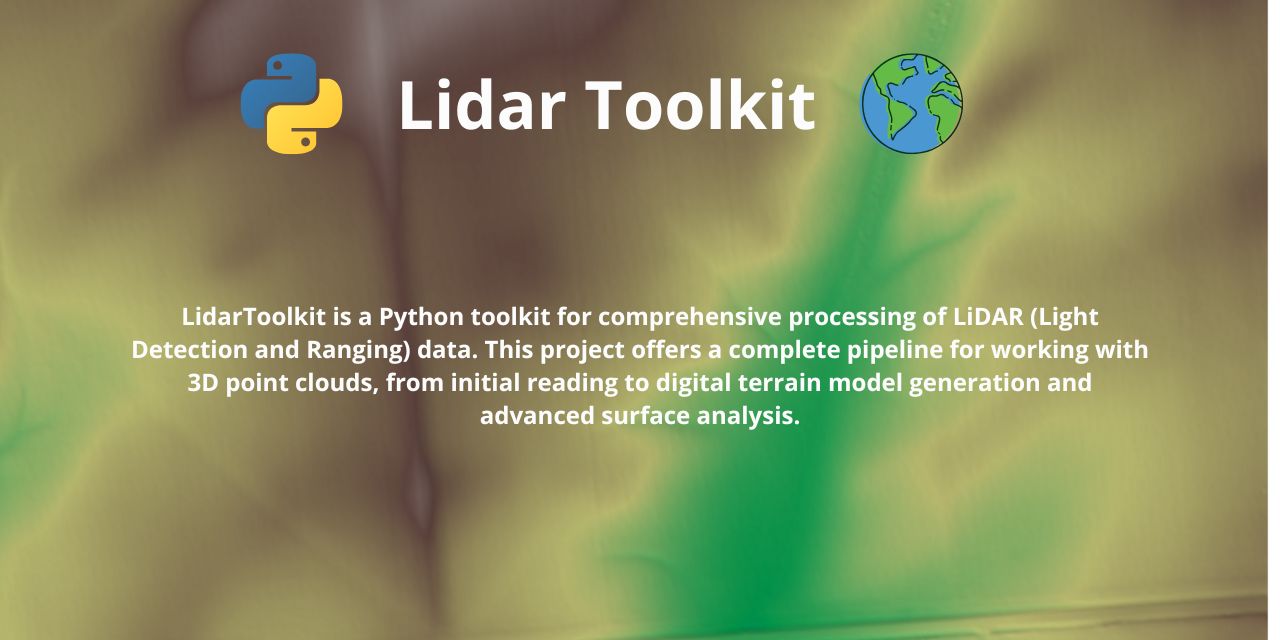 Lidar Toolkit
LidarToolkit is a Python toolkit for comprehensive processing of LiDAR (Light
Detection and Ranging) data. This project offers a complete pipeline for working with
3D point clouds, from initial reading to digital terrain model generation and
advanced surface analysis.